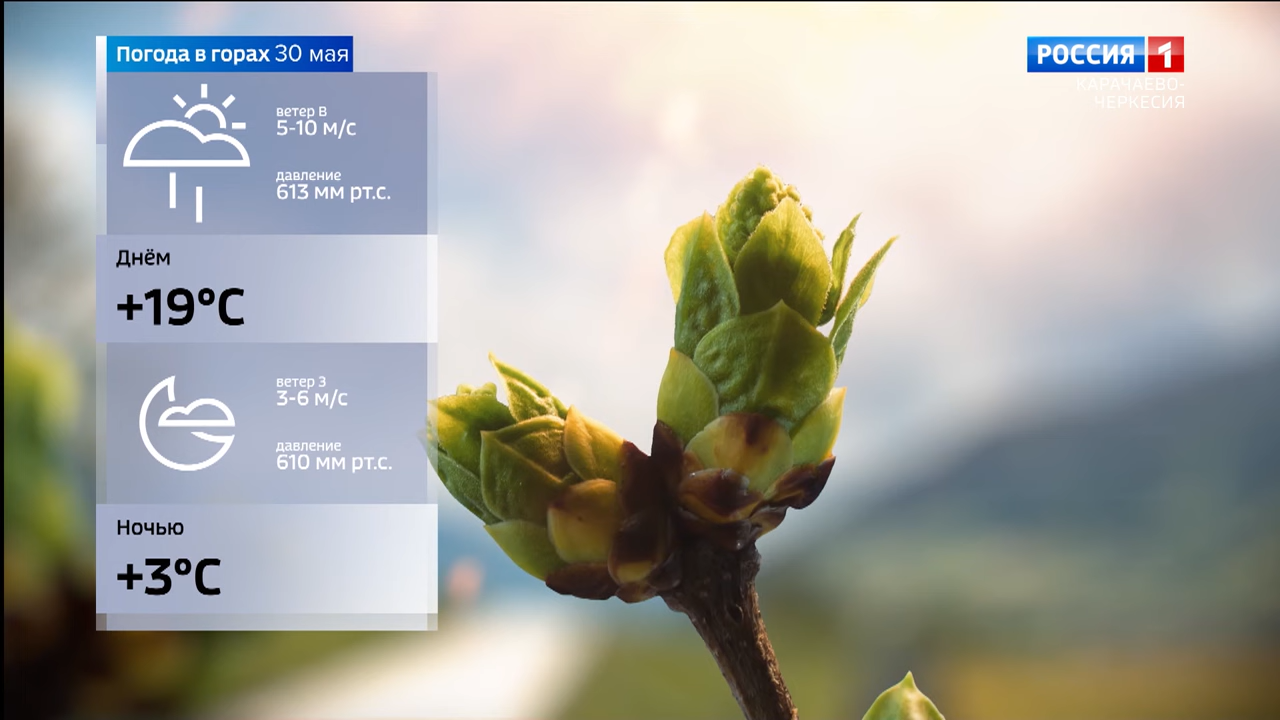 Погода в горах 30 мая
РОССИЯ 1
КАРАЧАЕВО-
ЧЕРКЕСИЯ
ветер В
5-10 м/с
давление
613 мм рт.с.
Днём
+19°C
ветер З
3-6 м/с
давление
610 мм рт.с.
Ночью
+3°C